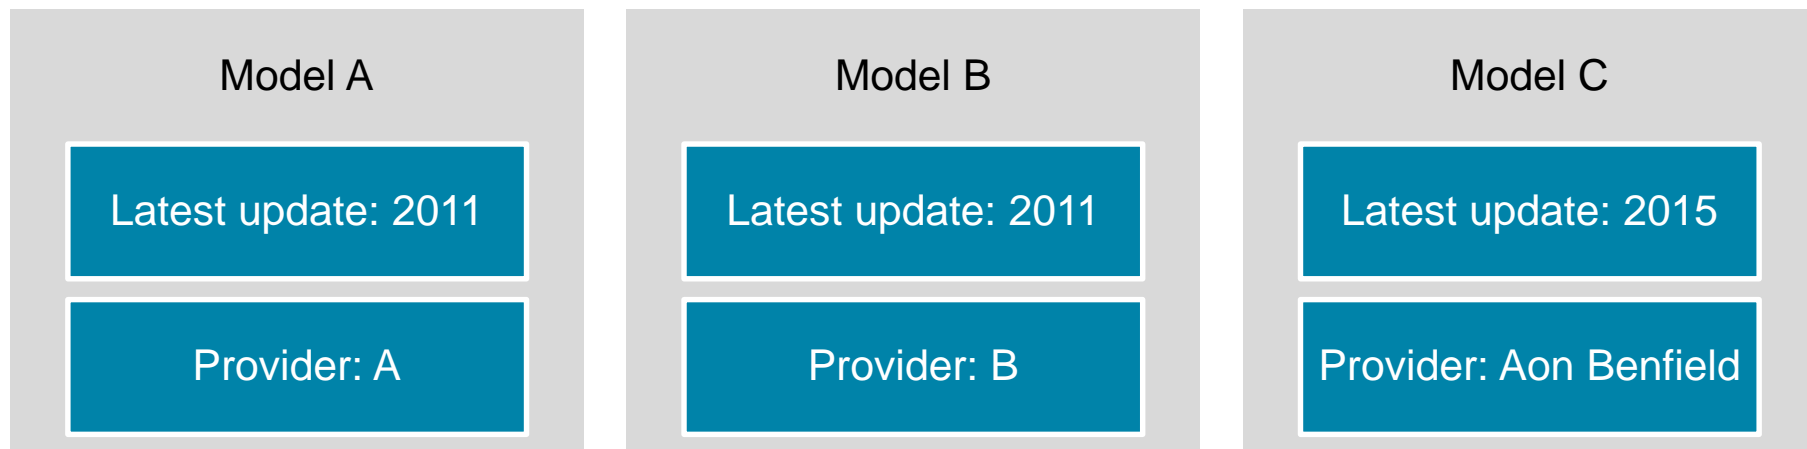 Model A
Latest update: 2011
Provider: A
Model B
Latest update: 2011
Provider: B
Model C
Latest update: 2015
Provider: Aon Benfield